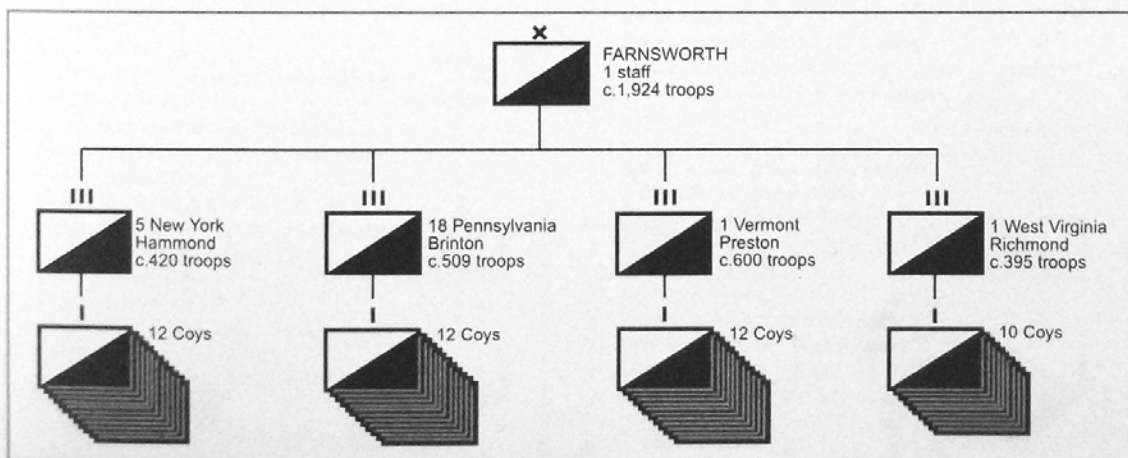 FARNSWORTH
1 staff
c.1,924 troops
5 New York
Hammond
c.420 troops
18 Pennsylvania
Brinton
c.509 troops
1 Vermont
Preston
c.600 troops
1 West Virginia
Richmond
c.395 troops
12 Coys
12 Coys
12 Coys
10 Coys